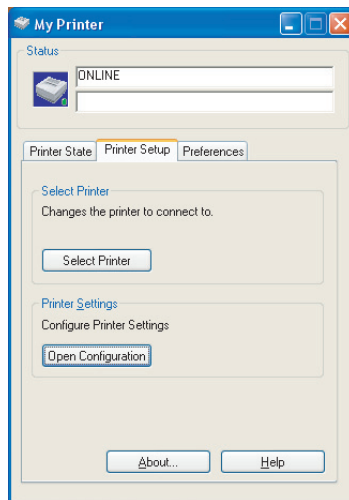 My Printer
Status
ONLINE
Printer State Printer Setup Preferences
Select Printer
Changes the printer to connect to.
Select Printer
Printer Settings
Configure Printer Settings
Open Configuration
About... Help